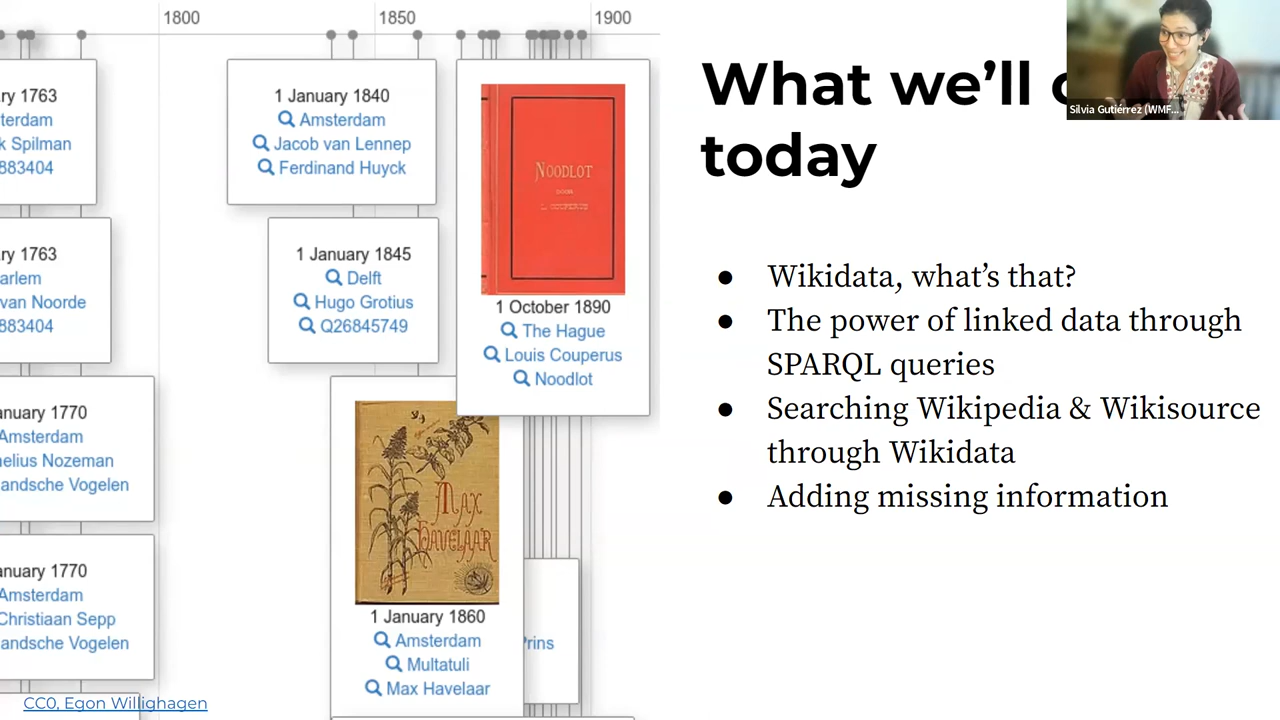 1800
1850
1900
ry 1763
terdam
k Spilman
883404
ry 1763
arlem
van Noorde
883404
anuary 1770
Amsterdam
nelius Nozeman
andsche Vogelen
anuary 1770
Amsterdam
Christiaan Sepp
andsche Vogelen
CC0, Egon Willighagen
1 January 1840
Amsterdam
Jacob van Lennep
Ferdinand Huyck
1 January 1845
Delft
Hugo Grotius
Q26845749
NOODLOT
DOOR
L. COUPERUS
1 October 1890
The Hague
Louis Couperus
Noodlot
MAX
HAVELAAR
1 January 1860
Amsterdam
Multatuli
Max Havelaar
Prins
What we’ll
today
Silvia Gutiérrez (WMF...
● Wikidata, what’s that?
● The power of linked data through
SPARQL queries
● Searching Wikipedia & Wikisource
through Wikidata
● Adding missing information